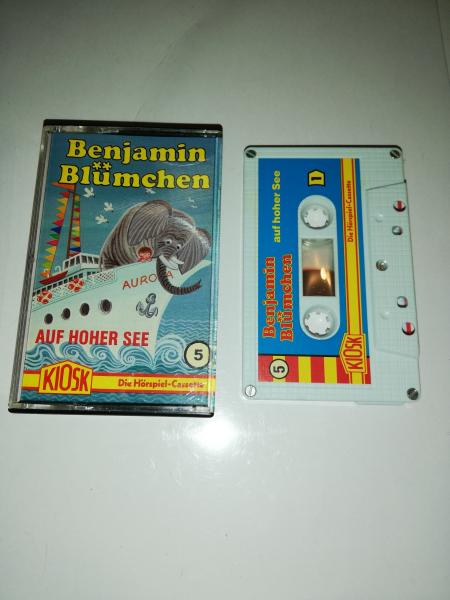 Benjamin
Blümchen
AURORA
AUF HOHER SEE
5
KIOSK
Die Hörspiel-Cassette
5
Benjamin
Blümchen
auf hoher See
1
KIOSK
Die Hörspiel-Cassette